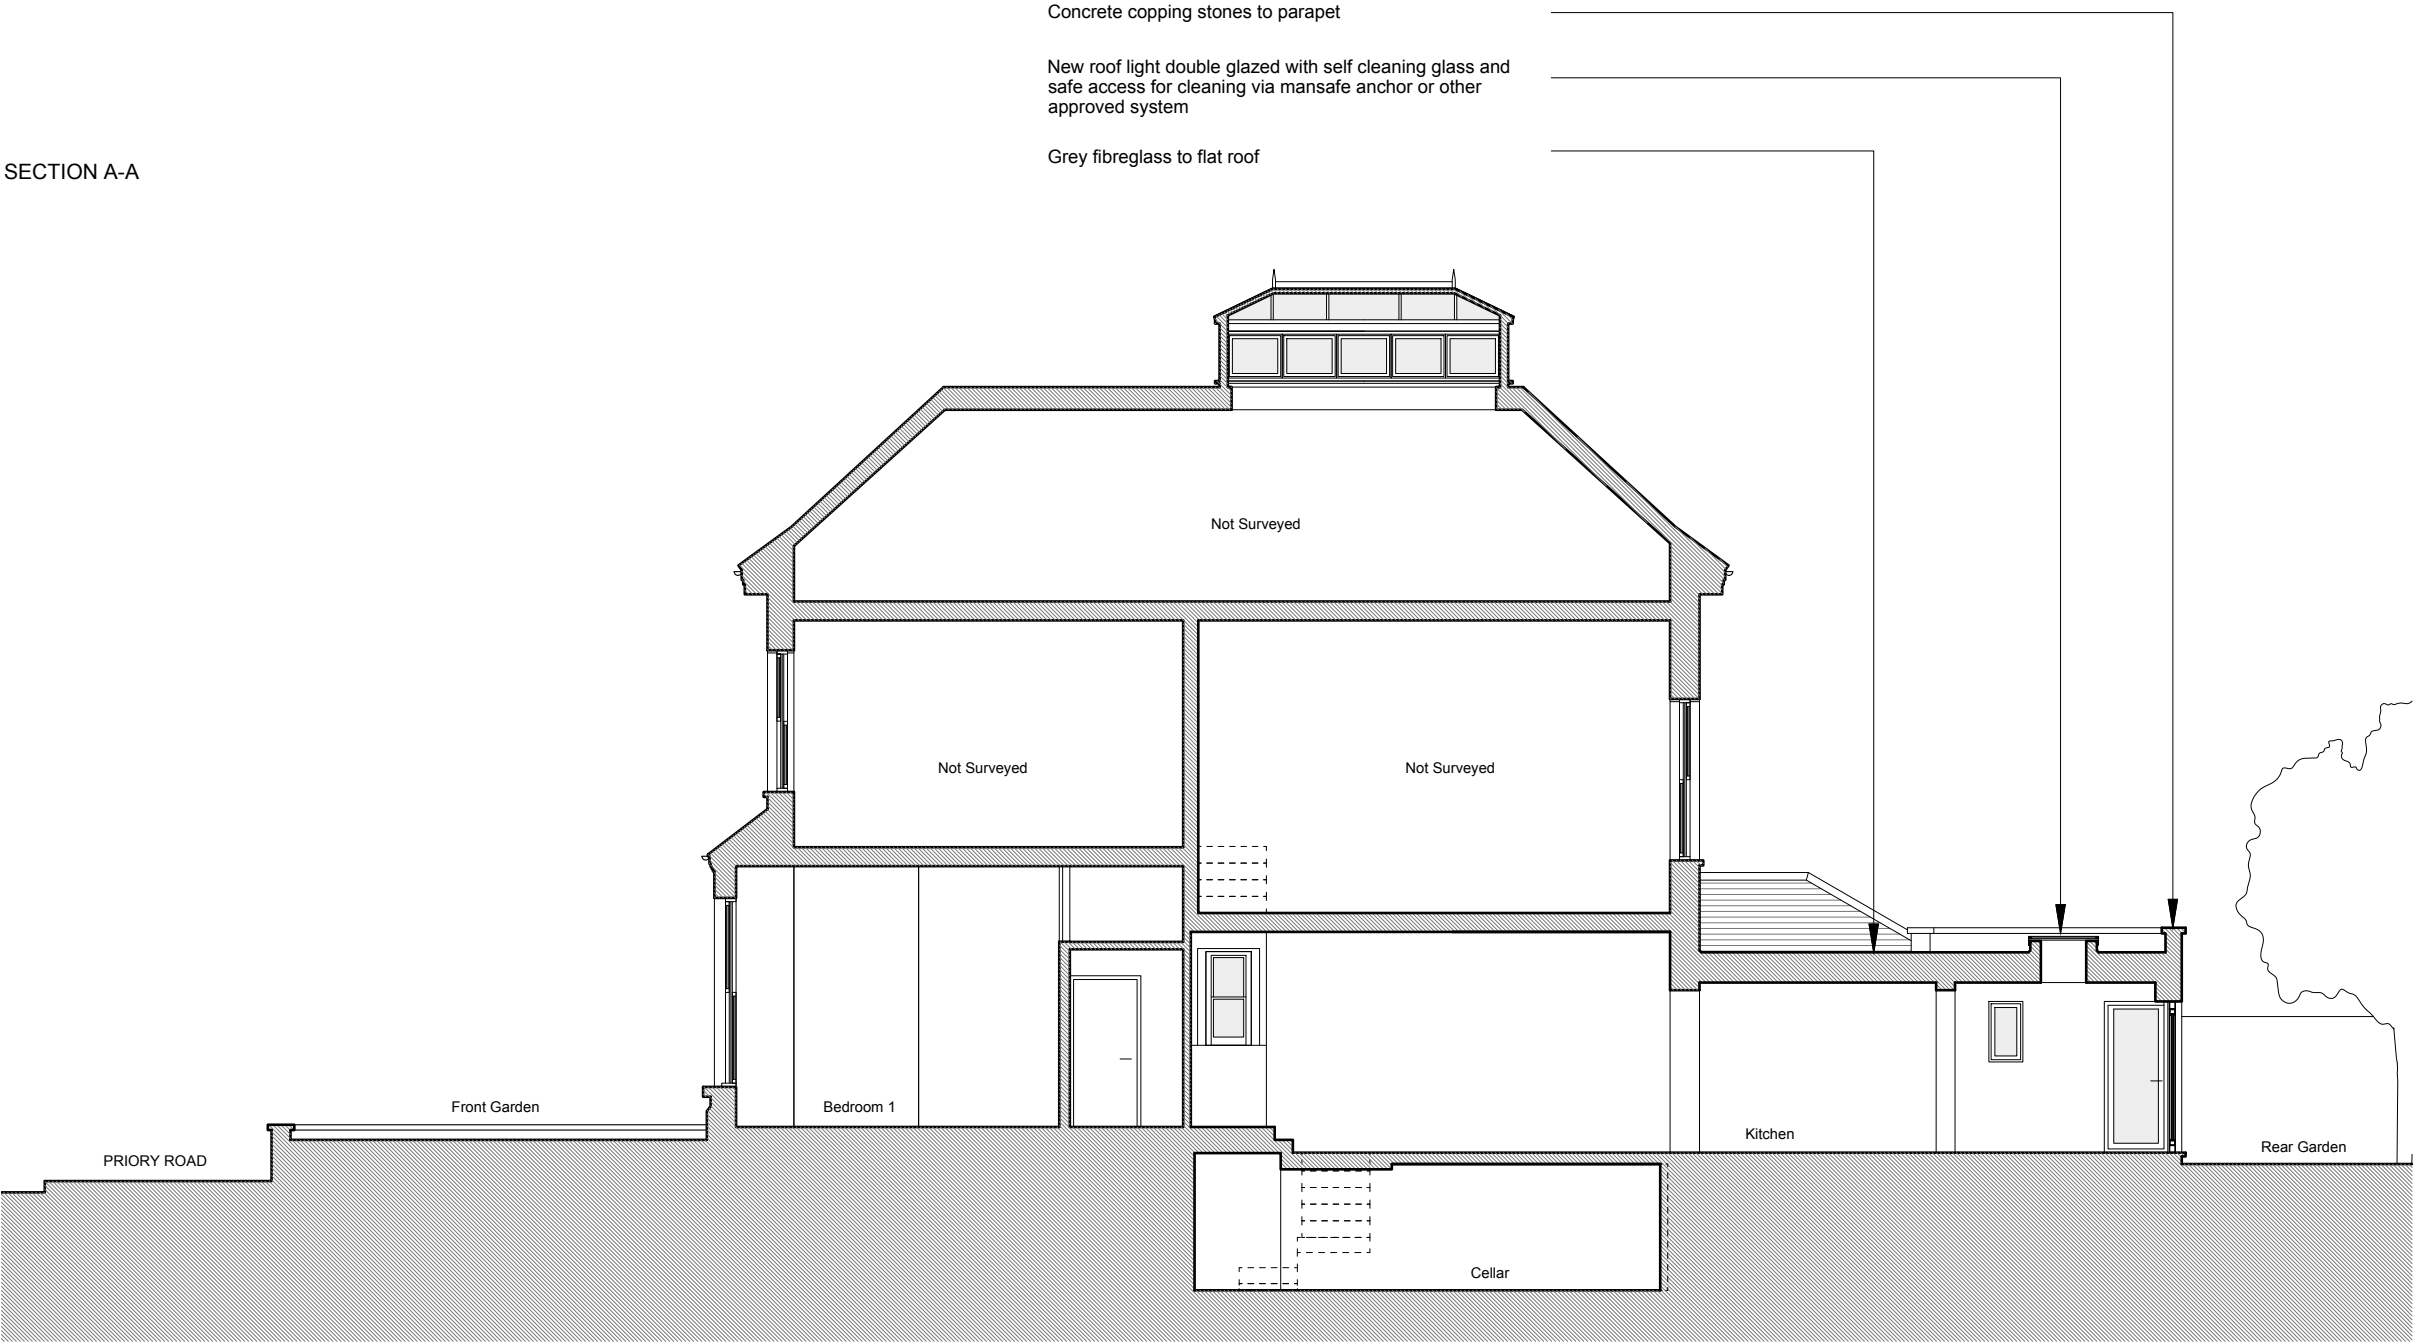 Concrete copping stones to parapet
New roof light double glazed with self cleaning glass and
safe access for cleaning via mansafe anchor or other
approved system
Grey fibreglass to flat roof
SECTION A-A
Not Surveyed
Not Surveyed
Not Surveyed
Front Garden
Bedroom 1
Kitchen
PRIORY ROAD
Rear Garden
Cellar